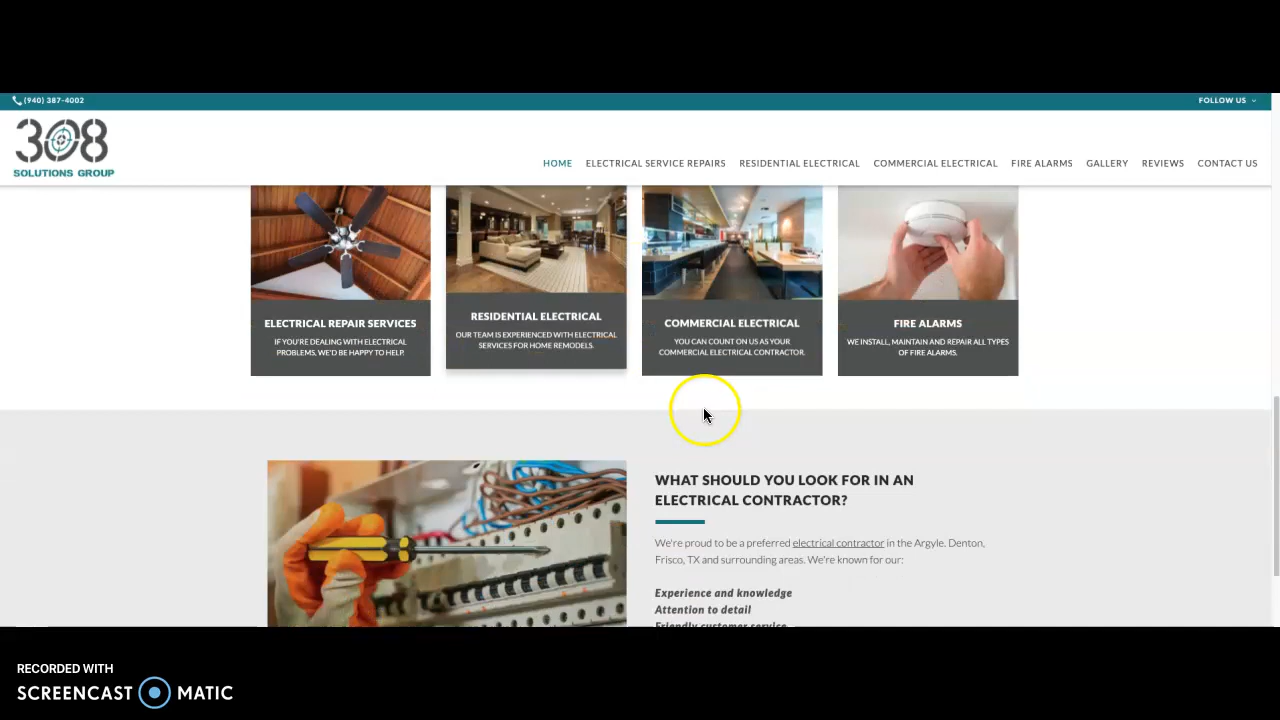 (940) 387-4002
FOLLOW US
308
SOLUTIONS GROUP
HOME
ELECTRICAL SERVICE REPAIRS
RESIDENTIAL ELECTRICAL
COMMERCIAL ELECTRICAL
FIRE ALARMS
GALLERY
REVIEWS
CONTACT US
ELECTRICAL REPAIR SERVICES
IF YOU'RE DEALING WITH ELECTRICAL
PROBLEMS, WE'D BE HAPPY TO HELP.
RESIDENTIAL ELECTRICAL
OUR TEAM IS EXPERIENCED WITH ELECTRICAL
SERVICES FOR HOME REMODELS.
COMMERCIAL ELECTRICAL
YOU CAN COUNT ON US AS YOUR
COMMERCIAL ELECTRICAL CONTRACTOR.
FIRE ALARMS
WE INSTALL, MAINTAIN AND REPAIR ALL TYPES
OF FIRE ALARMS.
WHAT SHOULD YOU LOOK FOR IN AN
ELECTRICAL CONTRACTOR?
We're proud to be a preferred electrical contractor in the Argyle. Denton,
Frisco, TX and surrounding areas. We're known for our:
Experience and knowledge
Attention to detail
Friendly customer service
RECORDED WITH
SCREENCAST MATIC